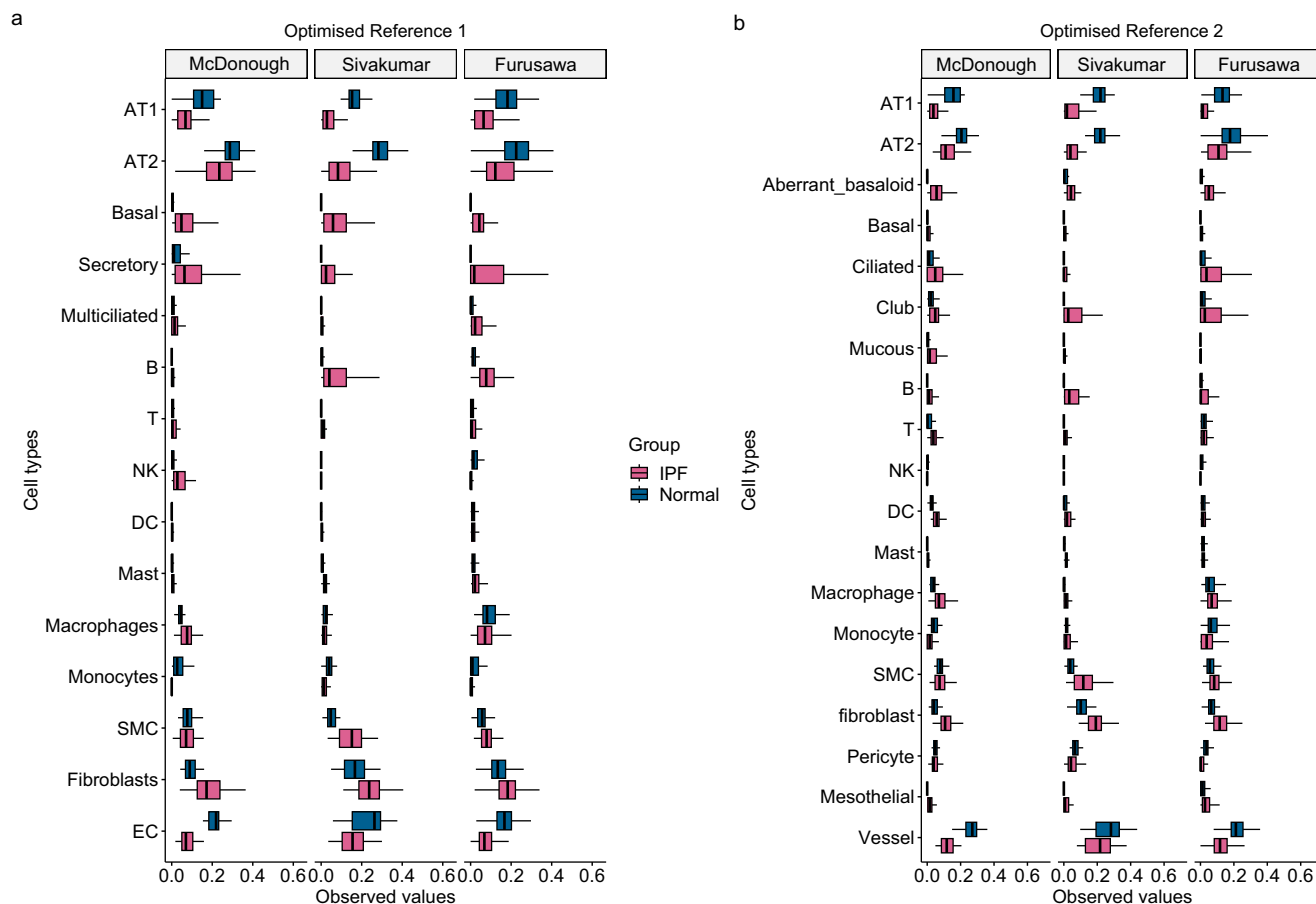 a
Optimised Reference 1
McDonough
Sivakumar
Furusawa
AT1
AT2
Basal
Secretory
Multiciliated
B
T
NK
DC
Mast
Macrophages
Monocytes
SMC
Fibroblasts
EC
Cell types
0.0 0.2 0.4 0.6
0.0 0.2 0.4 0.6
0.0 0.2 0.4 0.6
Observed values
Group
IPF
Normal
b
Optimised Reference 2
McDonough
Sivakumar
Furusawa
AT1
AT2
Aberrant_basaloid
Basal
Ciliated
Club
Mucous
B
T
NK
DC
Mast
Macrophage
Monocyte
SMC
fibroblast
Pericyte
Mesothelial
Vessel
Cell types
0.0 0.2 0.4 0.6
0.0 0.2 0.4 0.6
0.0 0.2 0.4 0.6
Observed values